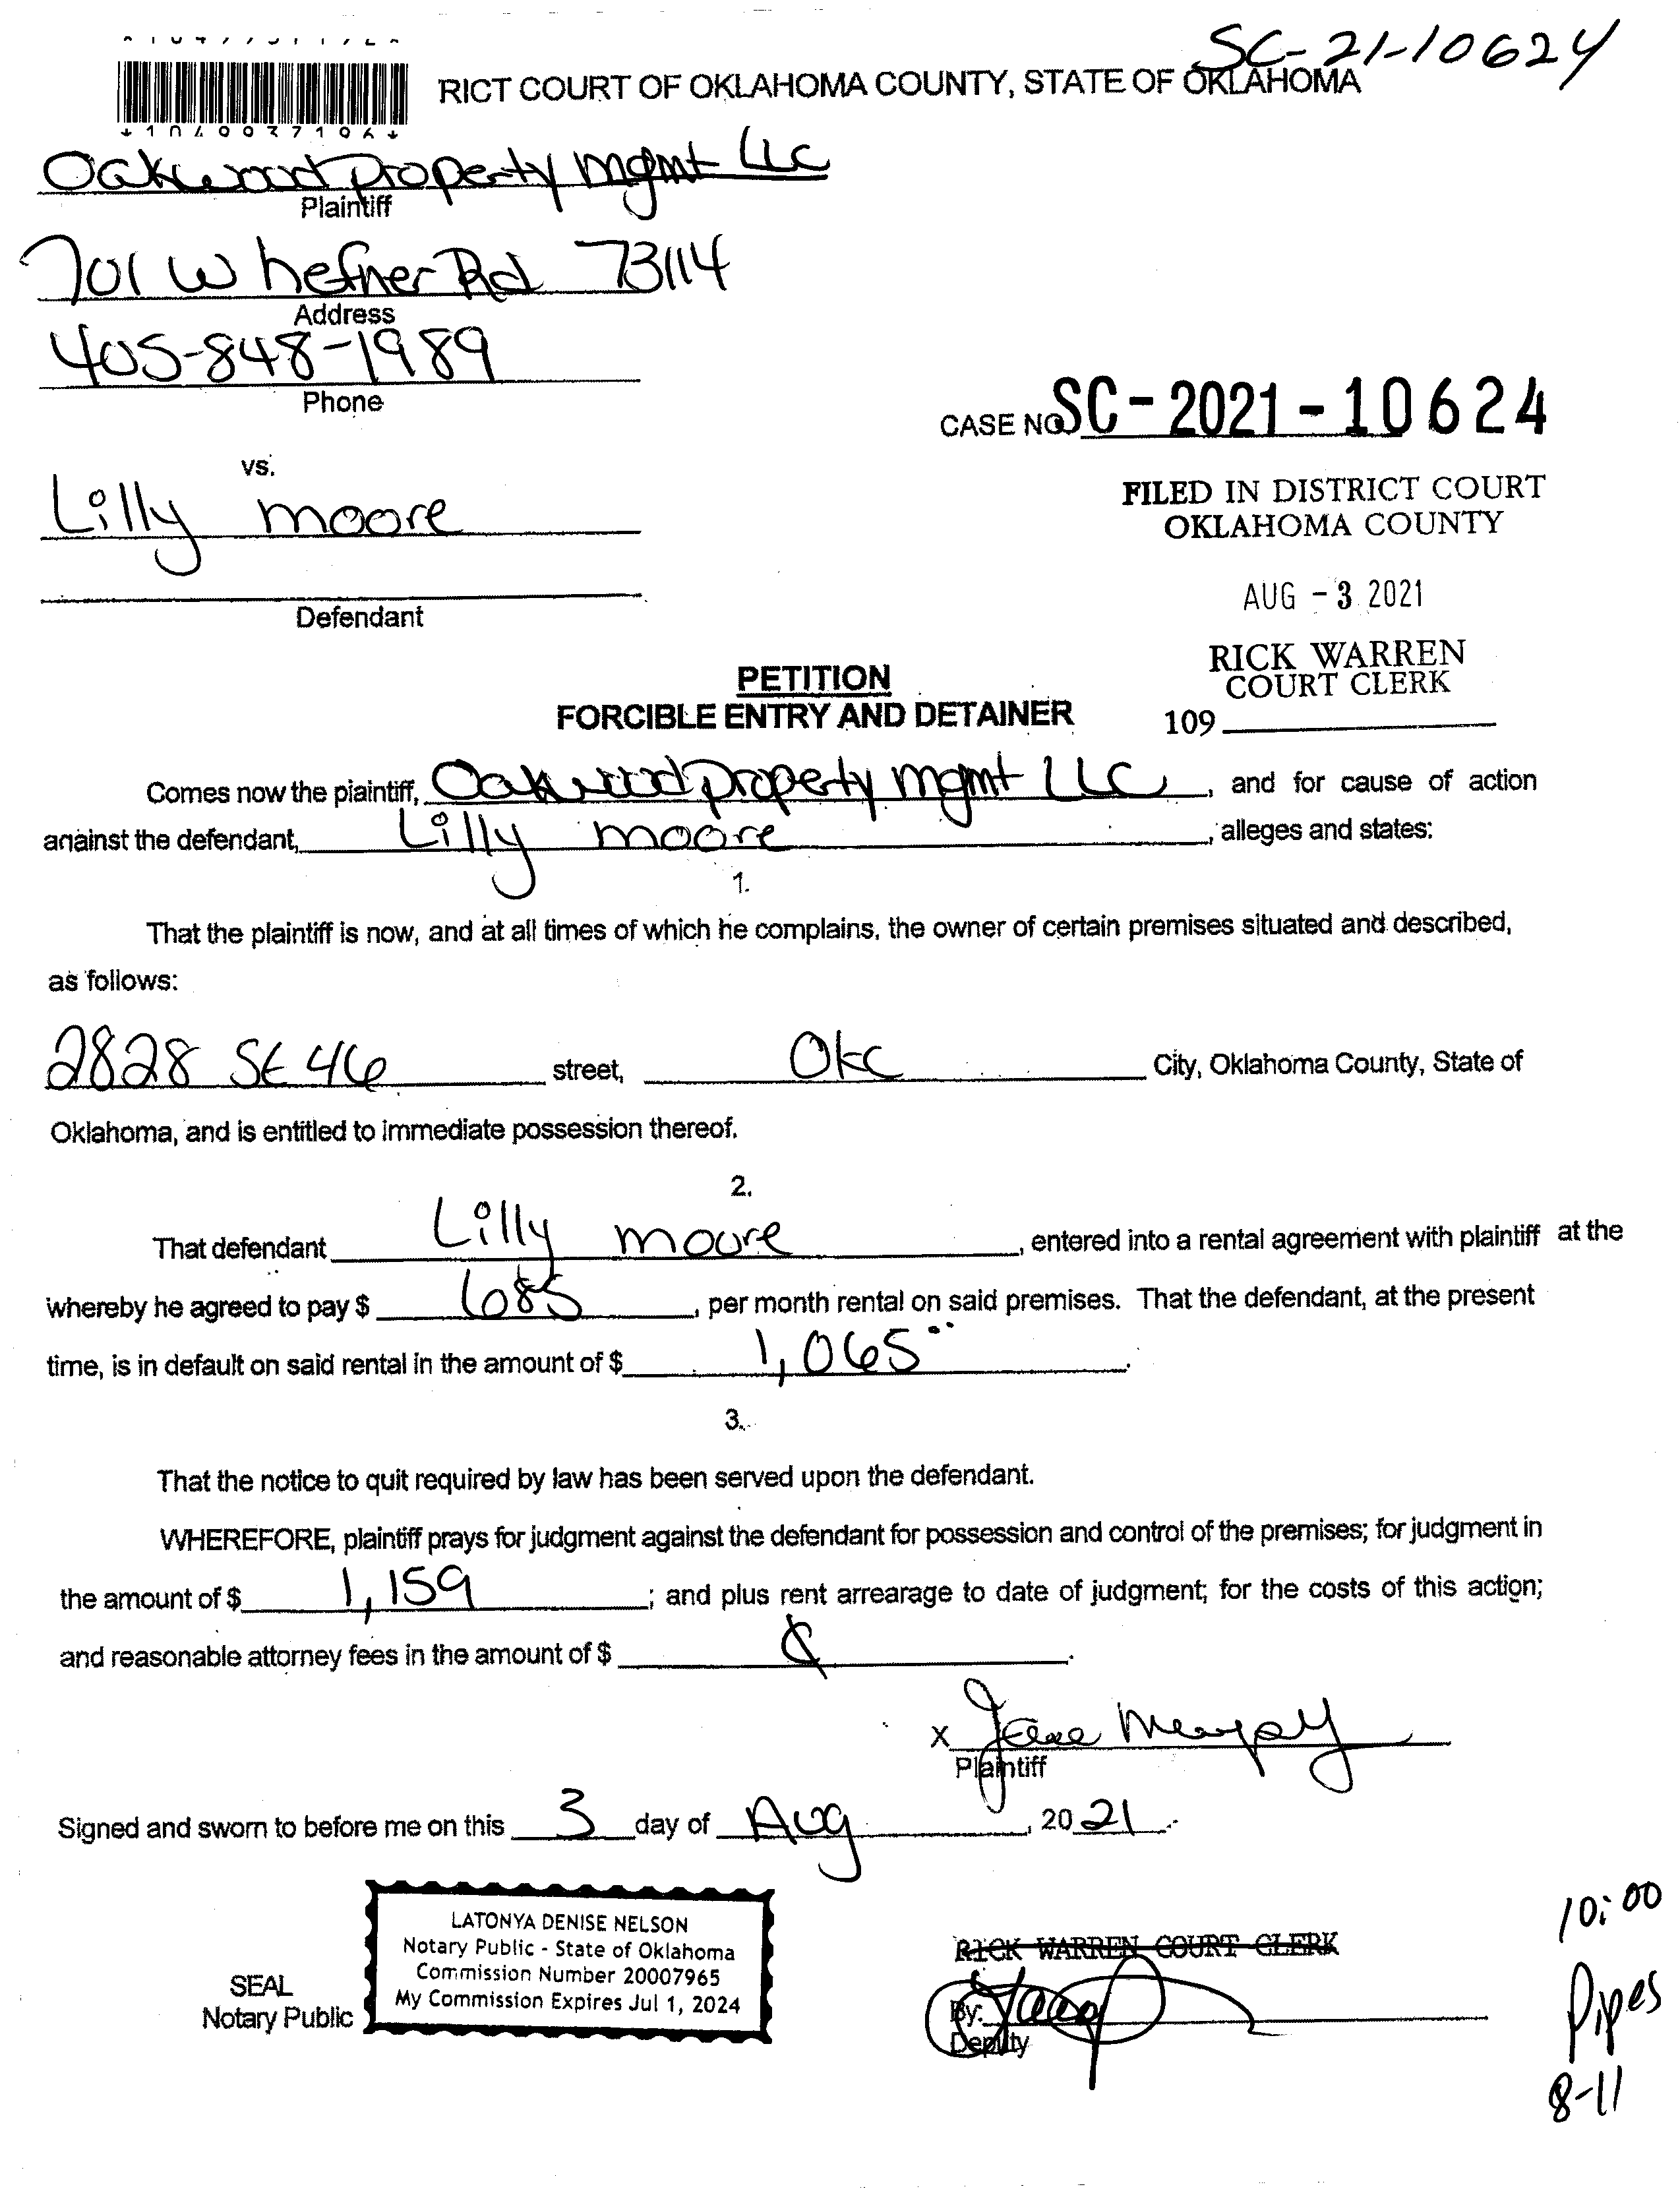 SC-21-10624
RICT COURT OF OKLAHOMA COUNTY, STATE OF OKLAHOMA
Oakwood Property mgmt LLC
Plaintiff
701 W hefner Rd 73114
Address
405-848-1989
Phone
CASE NO. SC-2021-10624
vs.
Lilly moore
FILED IN DISTRICT COURT
OKLAHOMA COUNTY
AUG - 3 2021
Defendant
RICK WARREN
COURT CLERK
109
PETITION
FORCIBLE ENTRY AND DETAINER
Comes now the plaintiff, Oakwood Property mgmt LLC, and for cause of action
against the defendant, Lilly moore, alleges and states:
1.
That the plaintiff is now, and at all times of which he complains, the owner of certain premises situated and described,
as follows:
2828 SE 46 street, OKC City, Oklahoma County, State of
Oklahoma, and is entitled to immediate possession thereof.
2.
That defendant Lilly moore, entered into a rental agreement with plaintiff at the
whereby he agreed to pay $ 685, per month rental on said premises. That the defendant, at the present
time, is in default on said rental in the amount of $ 1,065.
3.
That the notice to quit required by law has been served upon the defendant.
WHEREFORE, plaintiff prays for judgment against the defendant for possession and control of the premises; for judgment in
the amount of $ 1,159; and plus rent arrearage to date of judgment; for the costs of this action;
and reasonable attorney fees in the amount of $
X
Plaintiff
Signed and sworn to before me on this 3 day of Aug, 2021.
LATONYA DENISE NELSON
Notary Public - State of Oklahoma
Commission Number 20007965
My Commission Expires Jul 1, 2024
SEAL
Notary Public
RICK WARREN COURT CLERK
By:
Deputy
10:00
Pipes
8-11